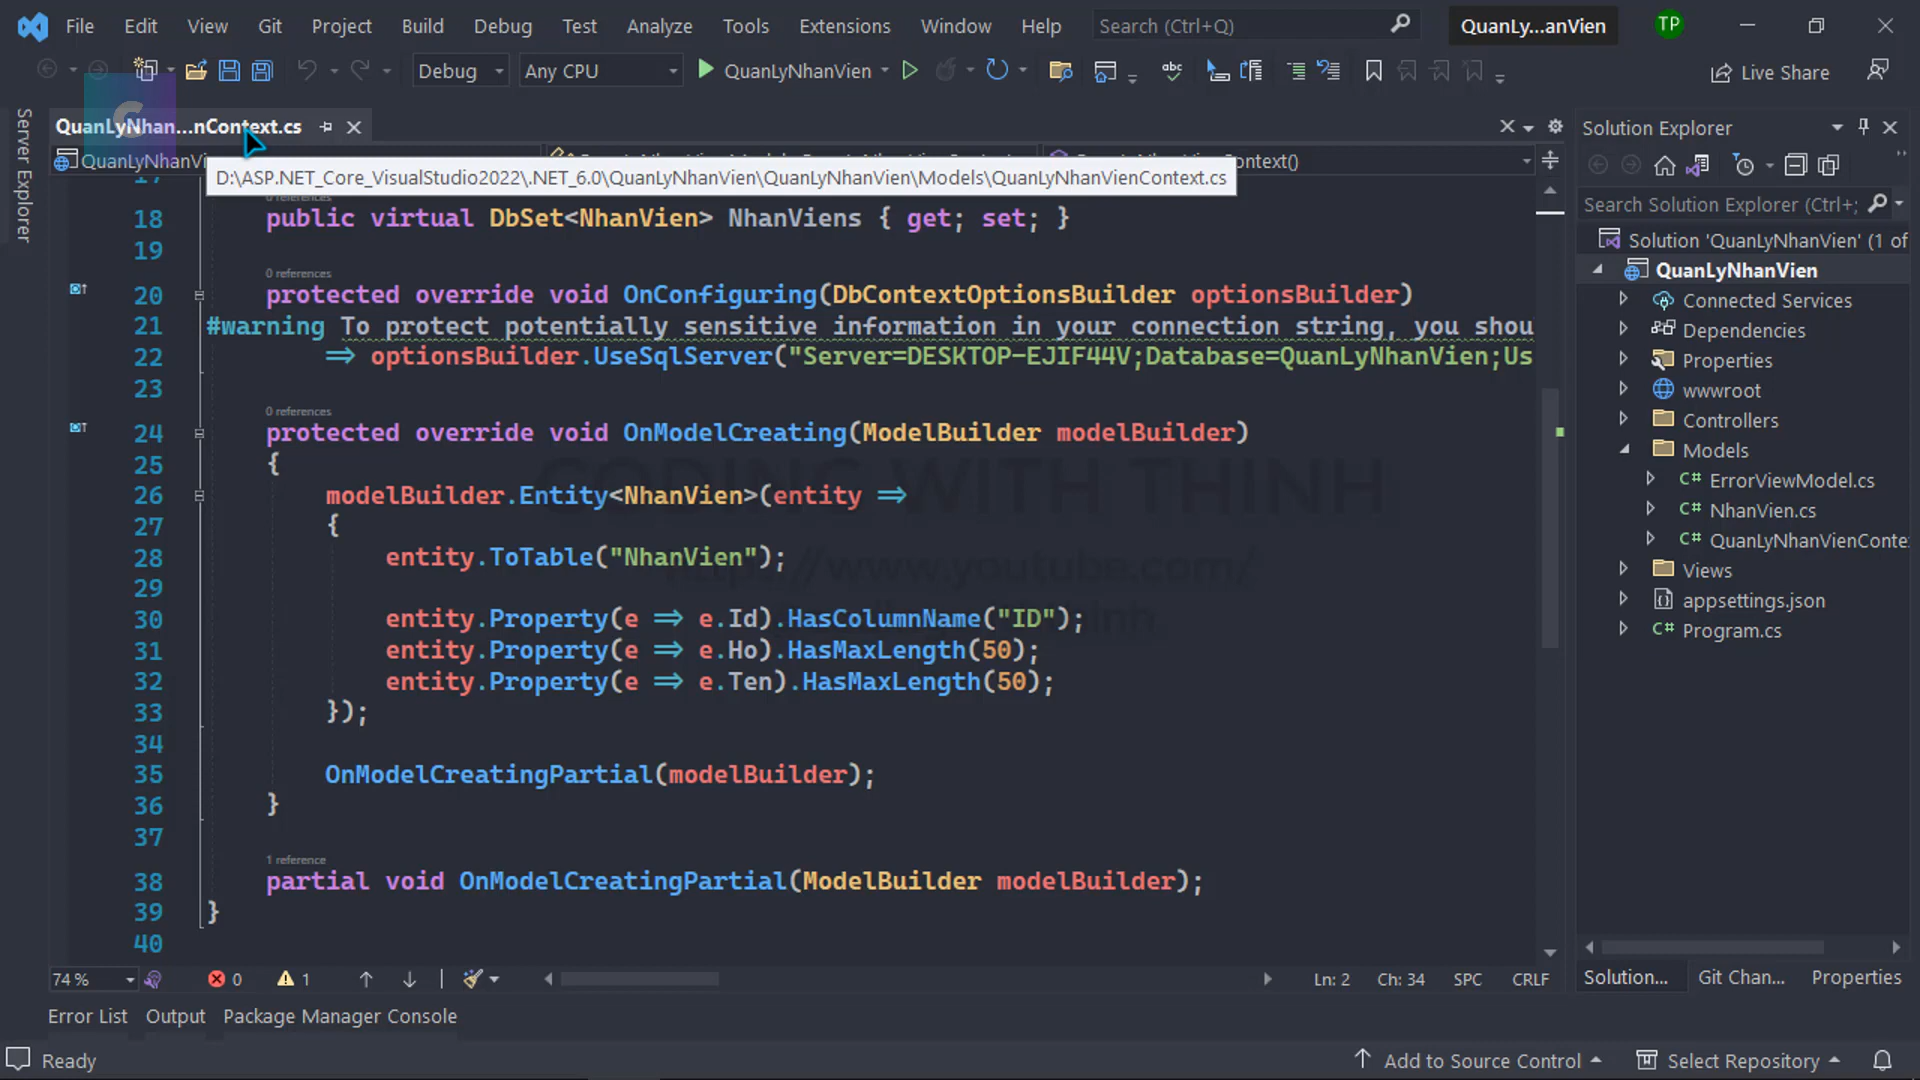 File Edit View Git Project Build Debug Test Analyze Tools Extensions Window Help Search (Ctrl+Q) QuanLy...anVien TP
Debug Any CPU QuanLyNhanVien Live Share
Server Explorer
QuanLyNhan...nContext.cs
Solution Explorer
D:\ASP.NET_Core_VisualStudio2022\.NET_6.0\QuanLyNhanVien\QuanLyNhanVien\Models\QuanLyNhanVienContext.cs
Search Solution Explorer (Ctrl+;
18 public virtual DbSet<NhanVien> NhanViens { get; set; }
19
0 references
20 protected override void OnConfiguring(DbContextOptionsBuilder optionsBuilder)
21 #warning To protect potentially sensitive information in your connection string, you shou
22 => optionsBuilder.UseSqlServer("Server=DESKTOP-EJIF44V;Database=QuanLyNhanVien;Us
23
0 references
24 protected override void OnModelCreating(ModelBuilder modelBuilder)
25 {
26 modelBuilder.Entity<NhanVien>(entity =>
27 {
28 entity.ToTable("NhanVien");
29
30 entity.Property(e => e.Id).HasColumnName("ID");
31 entity.Property(e => e.Ho).HasMaxLength(50);
32 entity.Property(e => e.Ten).HasMaxLength(50);
33 });
34
35 OnModelCreatingPartial(modelBuilder);
36 }
37
1 reference
38 partial void OnModelCreatingPartial(ModelBuilder modelBuilder);
39 }
40
CODING WITH THINH
https://www.youtube.com/
Solution 'QuanLyNhanVien' (1 of
QuanLyNhanVien
Connected Services
Dependencies
Properties
wwwroot
Controllers
Models
C# ErrorViewModel.cs
C# NhanVien.cs
C# QuanLyNhanVienConte
Views
appsettings.json
C# Program.cs
74 % 0 1 Ln: 2 Ch: 34 SPC CRLF
Solution... Git Chan... Properties
Error List Output Package Manager Console
Ready Add to Source Control Select Repository